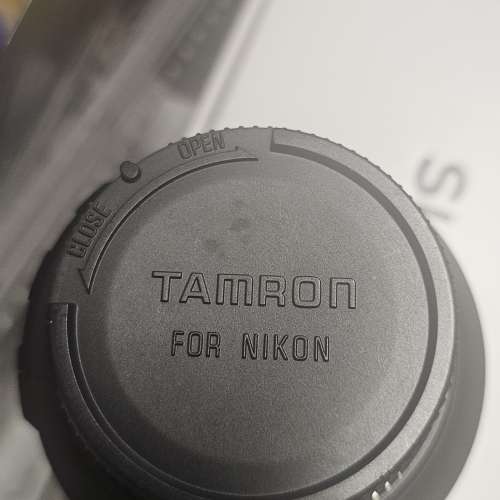 OPEN
CLOSE
TAMRON
FOR NIKON